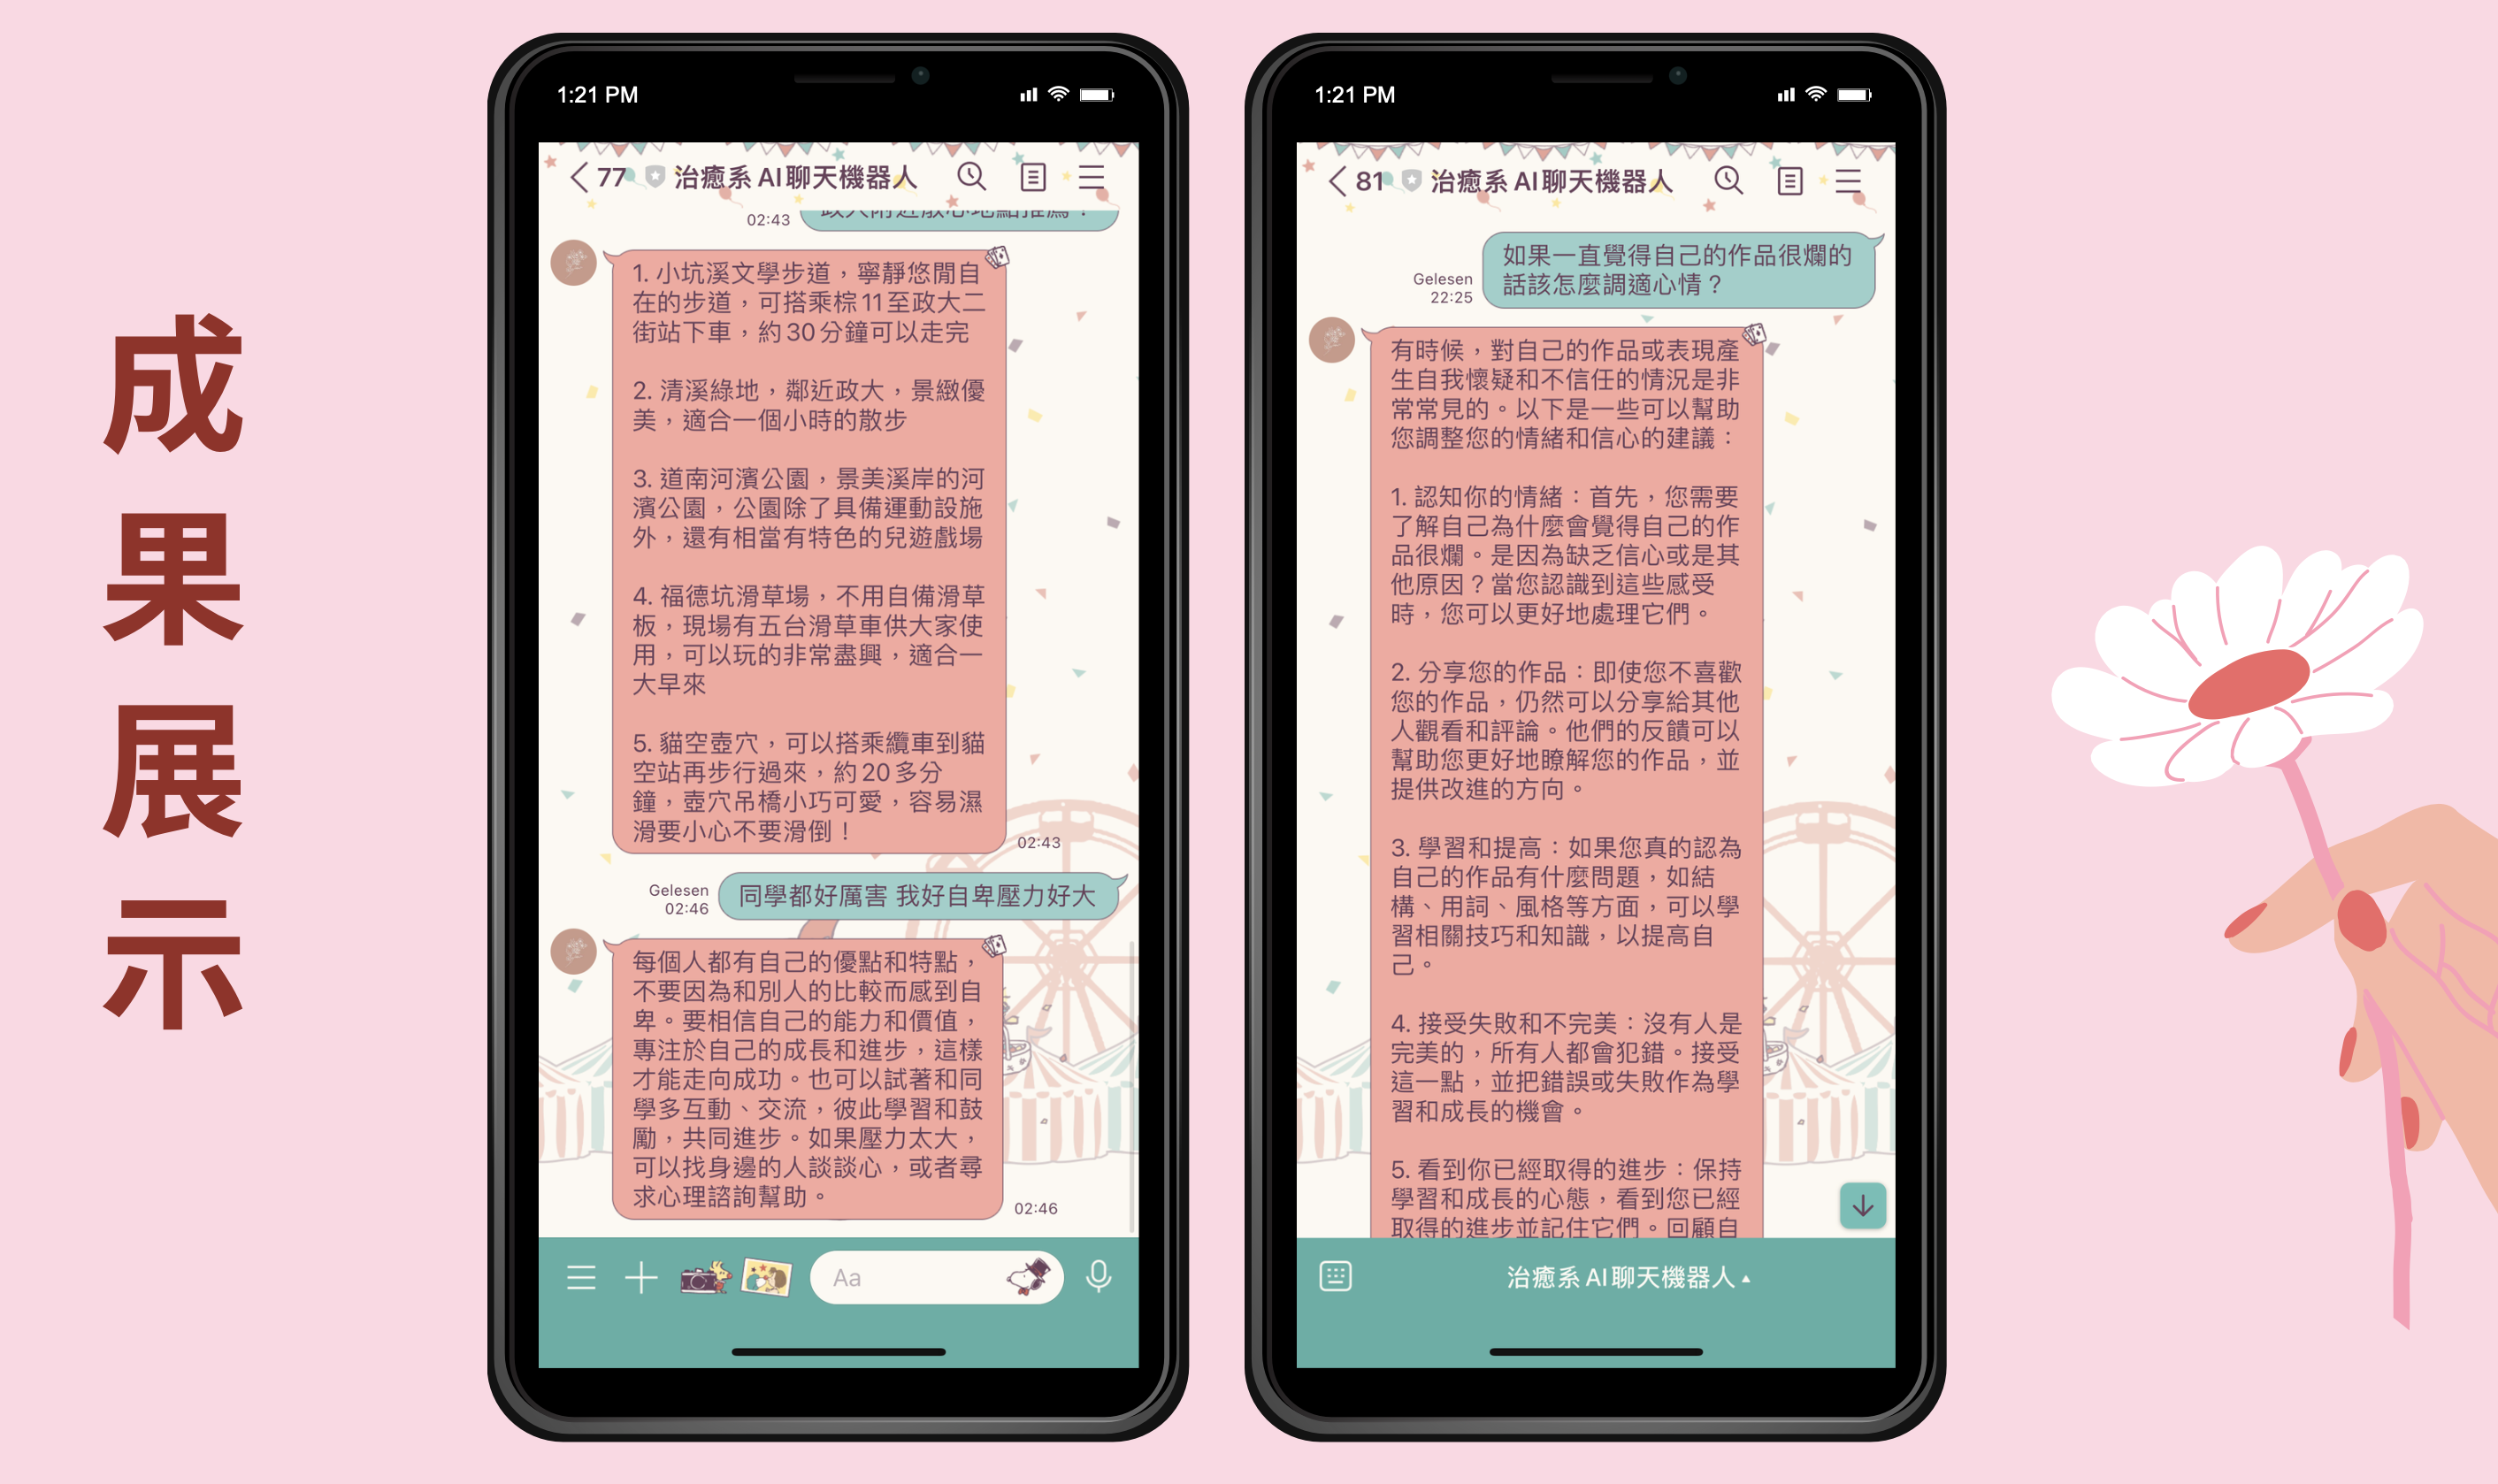 成果展示
1:21 PM
77 治癒系 AI 聊天機器人
政大附近散心地點推薦？
02:43
1. 小坑溪文學步道，寧靜悠閒自
在的步道，可搭乘棕 11 至政大二
街站下車，約 30 分鐘可以走完
2. 清溪綠地，鄰近政大，景緻優
美，適合一個小時的散步
3. 道南河濱公園，景美溪岸的河
濱公園，公園除了具備運動設施
外，還有相當有特色的兒遊戲場
4. 福德坑滑草場，不用自備滑草
板，現場有五台滑草車供大家使
用，可以玩的非常盡興，適合一
大早來
5. 貓空壺穴，可以搭乘纜車到貓
空站再步行過來，約 20 多分
鐘，壺穴吊橋小巧可愛，容易濕
滑要小心不要滑倒！
02:43
同學都好厲害 我好自卑壓力好大
Gelesen
02:46
每個人都有自己的優點和特點，
不要因為和別人的比較而感到自
卑。要相信自己的能力和價值，
專注於自己的成長和進步，這樣
才能走向成功。也可以試著和同
學多互動、交流，彼此學習和鼓
勵，共同進步。如果壓力太大，
可以找身邊的人談談心，或者尋
求心理諮詢幫助。
02:46
Aa
1:21 PM
81 治癒系 AI 聊天機器人
如果一直覺得自己的作品很爛的
話該怎麼調適心情？
Gelesen
22:25
有時候，對自己的作品或表現產
生自我懷疑和不信任的情況是非
常常見的。以下是一些可以幫助
您調整您的情緒和信心的建議：
1. 認知你的情緒：首先，您需要
了解自己為什麼會覺得自己的作
品很爛。是因為缺乏信心或是其
他原因？當您認識到這些感受
時，您可以更好地處理它們。
2. 分享您的作品：即使您不喜歡
您的作品，仍然可以分享給其他
人觀看和評論。他們的反饋可以
幫助您更好地瞭解您的作品，並
提供改進的方向。
3. 學習和提高：如果您真的認為
自己的作品有什麼問題，如結
構、用詞、風格等方面，可以學
習相關技巧和知識，以提高自
己。
4. 接受失敗和不完美：沒有人是
完美的，所有人都會犯錯。接受
這一點，並把錯誤或失敗作為學
習和成長的機會。
5. 看到你已經取得的進步：保持
學習和成長的心態，看到您已經
取得的進步並記住它們。回顧自
治癒系 AI 聊天機器人